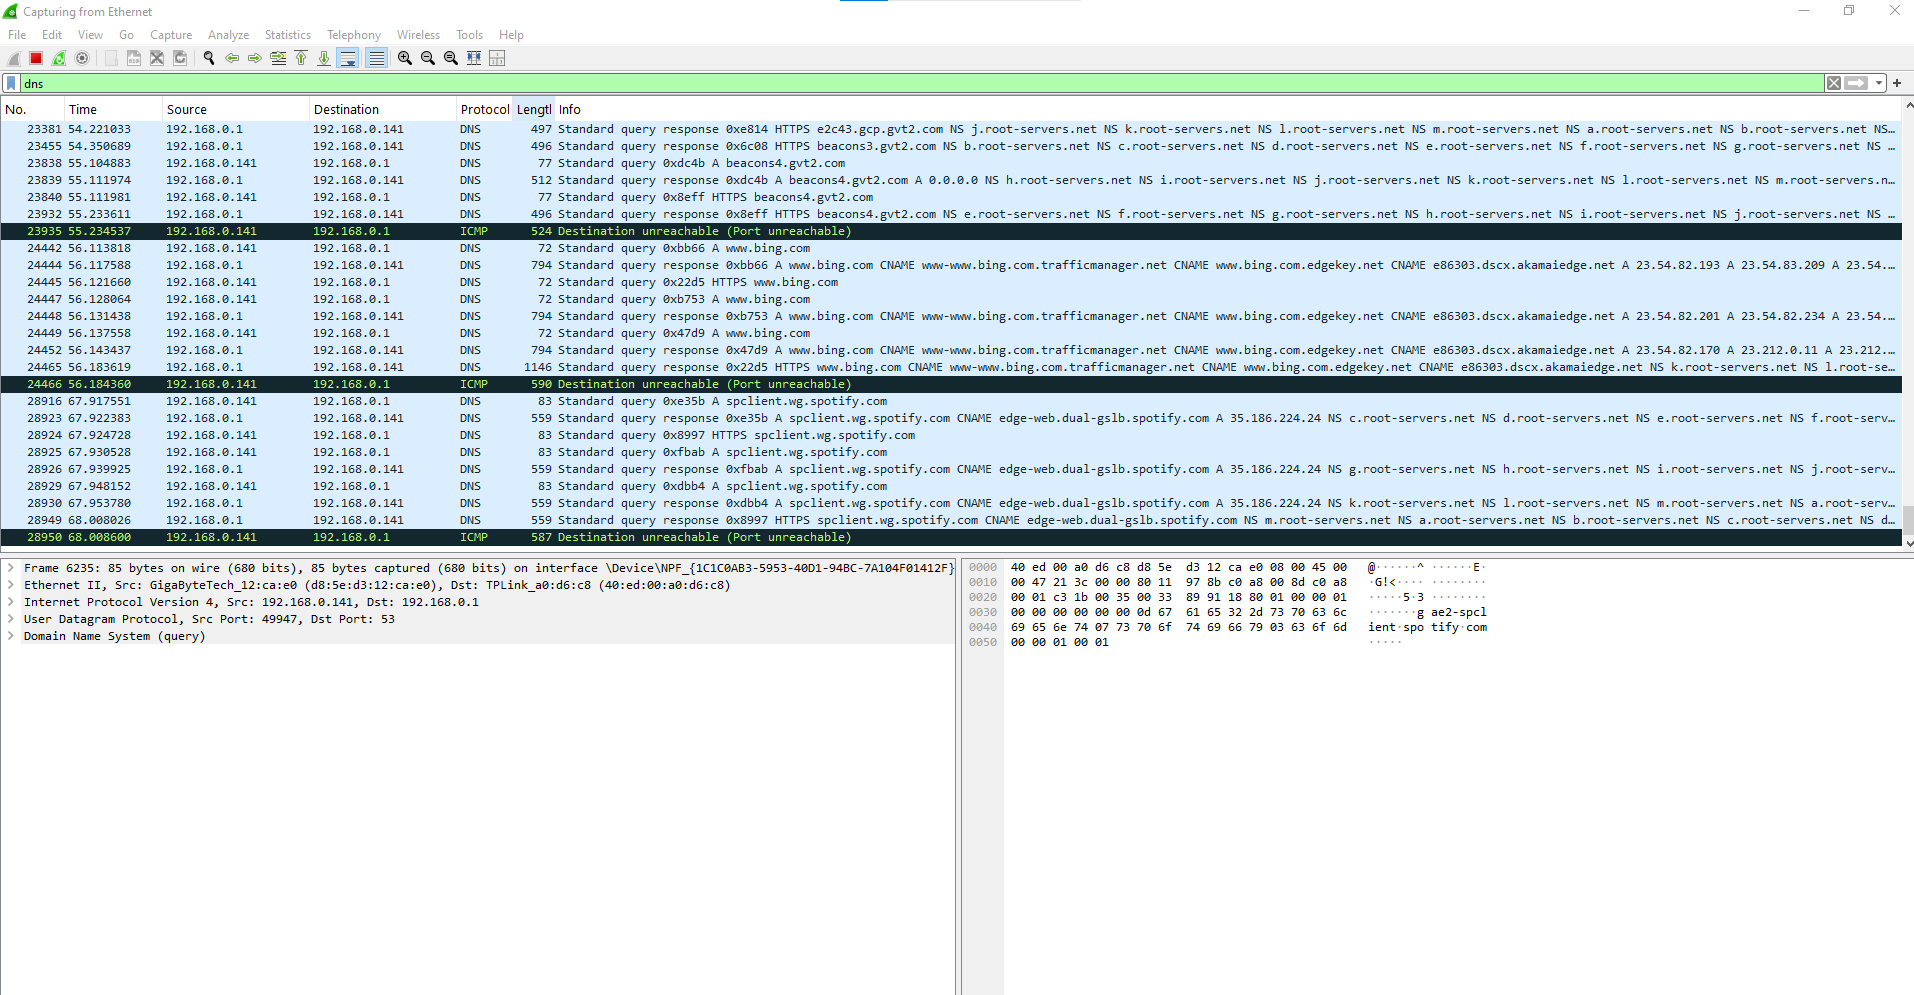 Capturing from Ethernet
File Edit View Go Capture Analyze Statistics Telephony Wireless Tools Help
dns
No. Time Source Destination Protocol Lengtl Info
23381 54.221033 192.168.0.1 192.168.0.141 DNS 497 Standard query response 0xe814 HTTPS e2c43.gcp.gvt2.com NS j.root-servers.net NS k.root-servers.net NS l.root-servers.net NS m.root-servers.net NS a.root-servers.net NS b.root-servers.net NS…
23455 54.350689 192.168.0.1 192.168.0.141 DNS 496 Standard query response 0x6c08 HTTPS beacons3.gvt2.com NS b.root-servers.net NS c.root-servers.net NS d.root-servers.net NS e.root-servers.net NS f.root-servers.net NS g.root-servers.net NS …
23838 55.104883 192.168.0.141 192.168.0.1 DNS 77 Standard query 0xdc4b A beacons4.gvt2.com
23839 55.111974 192.168.0.1 192.168.0.141 DNS 512 Standard query response 0xdc4b A beacons4.gvt2.com A 0.0.0.0 NS h.root-servers.net NS i.root-servers.net NS j.root-servers.net NS k.root-servers.net NS l.root-servers.net NS m.root-servers.n…
23840 55.111981 192.168.0.141 192.168.0.1 DNS 77 Standard query 0x8eff HTTPS beacons4.gvt2.com
23932 55.233611 192.168.0.1 192.168.0.141 DNS 496 Standard query response 0x8eff HTTPS beacons4.gvt2.com NS e.root-servers.net NS f.root-servers.net NS g.root-servers.net NS h.root-servers.net NS i.root-servers.net NS j.root-servers.net NS …
23935 55.234537 192.168.0.141 192.168.0.1 ICMP 524 Destination unreachable (Port unreachable)
24442 56.113818 192.168.0.141 192.168.0.1 DNS 72 Standard query 0xbb66 A www.bing.com
24444 56.117588 192.168.0.1 192.168.0.141 DNS 794 Standard query response 0xbb66 A www.bing.com CNAME www-www.bing.com.trafficmanager.net CNAME www.bing.com.edgekey.net CNAME e86303.dscx.akamaiedge.net A 23.54.82.193 A 23.54.83.209 A 23.54.…
24445 56.121660 192.168.0.141 192.168.0.1 DNS 72 Standard query 0x22d5 HTTPS www.bing.com
24447 56.128064 192.168.0.141 192.168.0.1 DNS 72 Standard query 0xb753 A www.bing.com
24448 56.131438 192.168.0.1 192.168.0.141 DNS 794 Standard query response 0xb753 A www.bing.com CNAME www-www.bing.com.trafficmanager.net CNAME www.bing.com.edgekey.net CNAME e86303.dscx.akamaiedge.net A 23.54.82.201 A 23.54.82.234 A 23.54.…
24449 56.137558 192.168.0.141 192.168.0.1 DNS 72 Standard query 0x47d9 A www.bing.com
24452 56.143437 192.168.0.1 192.168.0.141 DNS 794 Standard query response 0x47d9 A www.bing.com CNAME www-www.bing.com.trafficmanager.net CNAME www.bing.com.edgekey.net CNAME e86303.dscx.akamaiedge.net A 23.54.82.170 A 23.212.0.11 A 23.212.…
24465 56.183619 192.168.0.1 192.168.0.141 DNS 1146 Standard query response 0x22d5 HTTPS www.bing.com CNAME www-www.bing.com.trafficmanager.net CNAME www.bing.com.edgekey.net CNAME e86303.dscx.akamaiedge.net NS k.root-servers.net NS l.root-se…
24466 56.184360 192.168.0.141 192.168.0.1 ICMP 590 Destination unreachable (Port unreachable)
28916 67.917551 192.168.0.141 192.168.0.1 DNS 83 Standard query 0xe35b A spclient.wg.spotify.com
28923 67.922383 192.168.0.1 192.168.0.141 DNS 559 Standard query response 0xe35b A spclient.wg.spotify.com CNAME edge-web.dual-gslb.spotify.com A 35.186.224.24 NS c.root-servers.net NS d.root-servers.net NS e.root-servers.net NS f.root-serv…
28924 67.924728 192.168.0.141 192.168.0.1 DNS 83 Standard query 0x8997 HTTPS spclient.wg.spotify.com
28925 67.930528 192.168.0.141 192.168.0.1 DNS 83 Standard query 0xfbab A spclient.wg.spotify.com
28926 67.939925 192.168.0.1 192.168.0.141 DNS 559 Standard query response 0xfbab A spclient.wg.spotify.com CNAME edge-web.dual-gslb.spotify.com A 35.186.224.24 NS g.root-servers.net NS h.root-servers.net NS i.root-servers.net NS j.root-serv…
28929 67.948152 192.168.0.141 192.168.0.1 DNS 83 Standard query 0xdbb4 A spclient.wg.spotify.com
28930 67.953780 192.168.0.1 192.168.0.141 DNS 559 Standard query response 0xdbb4 A spclient.wg.spotify.com CNAME edge-web.dual-gslb.spotify.com A 35.186.224.24 NS k.root-servers.net NS l.root-servers.net NS m.root-servers.net NS a.root-serv…
28949 68.008026 192.168.0.1 192.168.0.141 DNS 559 Standard query response 0x8997 HTTPS spclient.wg.spotify.com CNAME edge-web.dual-gslb.spotify.com NS m.root-servers.net NS a.root-servers.net NS b.root-servers.net NS c.root-servers.net NS d…
28950 68.008600 192.168.0.141 192.168.0.1 ICMP 587 Destination unreachable (Port unreachable)
Frame 6235: 85 bytes on wire (680 bits), 85 bytes captured (680 bits) on interface \Device\NPF_{1C1C0AB3-5953-40D1-94BC-7A104F01412F}
Ethernet II, Src: GigaByteTech_12:ca:e0 (d8:5e:d3:12:ca:e0), Dst: TPLink_a0:d6:c8 (40:ed:00:a0:d6:c8)
Internet Protocol Version 4, Src: 192.168.0.141, Dst: 192.168.0.1
User Datagram Protocol, Src Port: 49947, Dst Port: 53
Domain Name System (query)
0000 40 ed 00 a0 d6 c8 d8 5e d3 12 ca e0 08 00 45 00 @······^ ······E·
0010 00 47 21 3c 00 00 80 11 97 8b c0 a8 00 8d c0 a8 ·G!<···· ········
0020 00 01 c3 1b 00 35 00 33 89 91 18 80 01 00 00 01 ·····5·3 ········
0030 00 00 00 00 00 00 0d 67 61 65 32 2d 73 70 63 6c ·······g ae2-spcl
0040 69 65 6e 74 07 73 70 6f 74 69 66 79 03 63 6f 6d ient·spo tify·com
0050 00 00 01 00 01 ·····